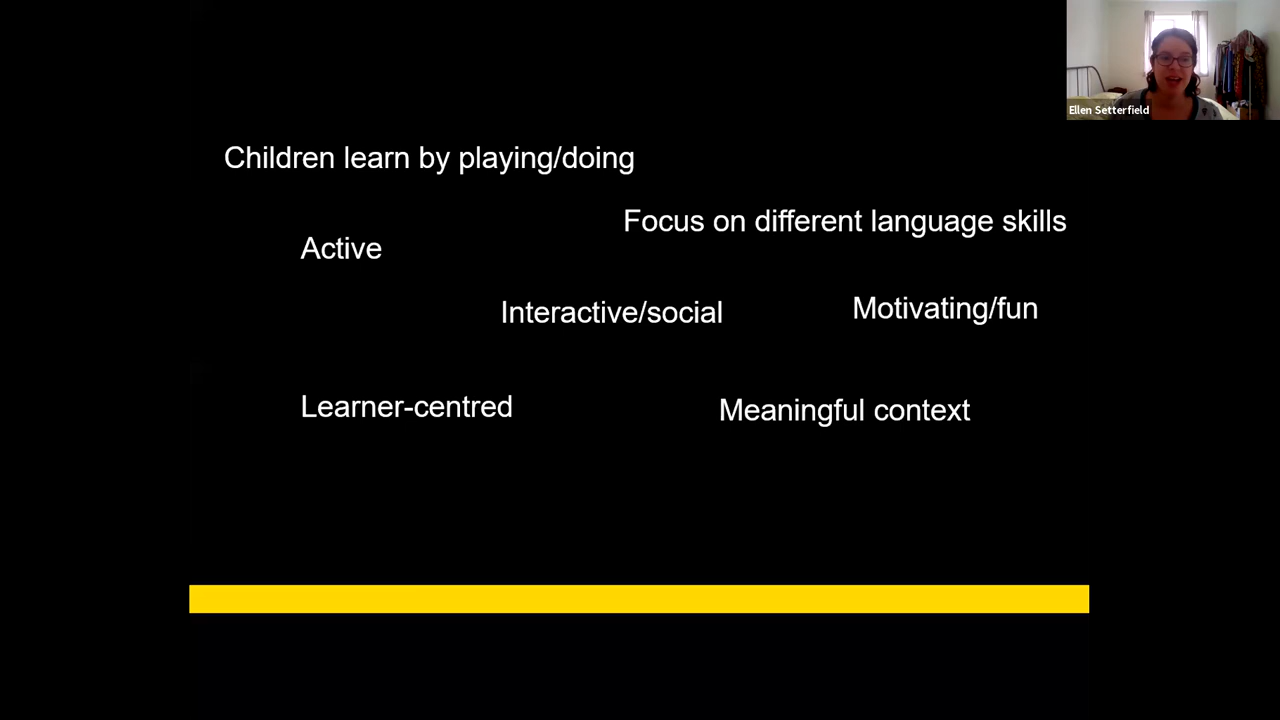 Ellen Setterfield
Children learn by playing/doing
Focus on different language skills
Active
Interactive/social
Motivating/fun
Learner-centred
Meaningful context